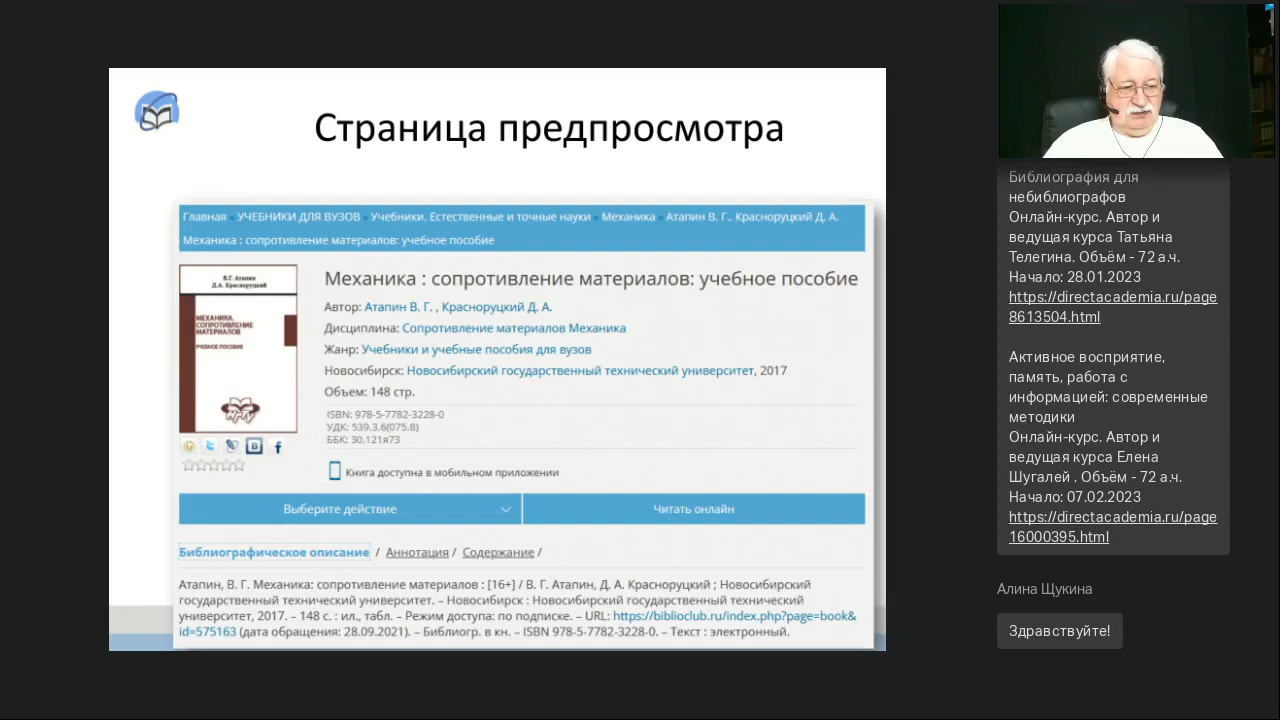 Страница предпросмотра
Главная » УЧЕБНИКИ ДЛЯ ВУЗОВ » Учебники. Естественные и точные науки » Механика » Атапин В. Г., Красноруцкий Д. А.
Механика : сопротивление материалов: учебное пособие
В.Г. Атапин
Д.А. Красноруцкий
МЕХАНИКА.
СОПРОТИВЛЕНИЕ
МАТЕРИАЛОВ
УЧЕБНОЕ ПОСОБИЕ
Механика : сопротивление материалов: учебное пособие
Автор: Атапин В. Г. , Красноруцкий Д. А.
Дисциплина: Сопротивление материалов Механика
Жанр: Учебники и учебные пособия для вузов
Новосибирск: Новосибирский государственный технический университет, 2017
Объем: 148 стр.
ISBN: 978-5-7782-3228-0
УДК: 539.3.6(075.8)
ББК: 30.121я73
Книга доступна в мобильном приложении
Выберите действие
Читать онлайн
Библиографическое описание / Аннотация / Содержание /
Атапин, В. Г. Механика: сопротивление материалов : [16+] / В. Г. Атапин, Д. А. Красноруцкий ; Новосибирский
государственный технический университет. – Новосибирск : Новосибирский государственный технический
университет, 2017. – 148 с. : ил., табл. – Режим доступа: по подписке. – URL: https://biblioclub.ru/index.php?page=book&
id=575163 (дата обращения: 28.09.2021). – Библиогр. в кн. – ISBN 978-5-7782-3228-0. – Текст : электронный.
Библиография для
небиблиографов
Онлайн-курс. Автор и
ведущая курса Татьяна
Телегина. Объём - 72 а.ч.
Начало: 28.01.2023
https://directacademia.ru/page
8613504.html
Активное восприятие,
память, работа с
информацией: современные
методики
Онлайн-курс. Автор и
ведущая курса Елена
Шугалей . Объём - 72 а.ч.
Начало: 07.02.2023
https://directacademia.ru/page
16000395.html
Алина Щукина
Здравствуйте!